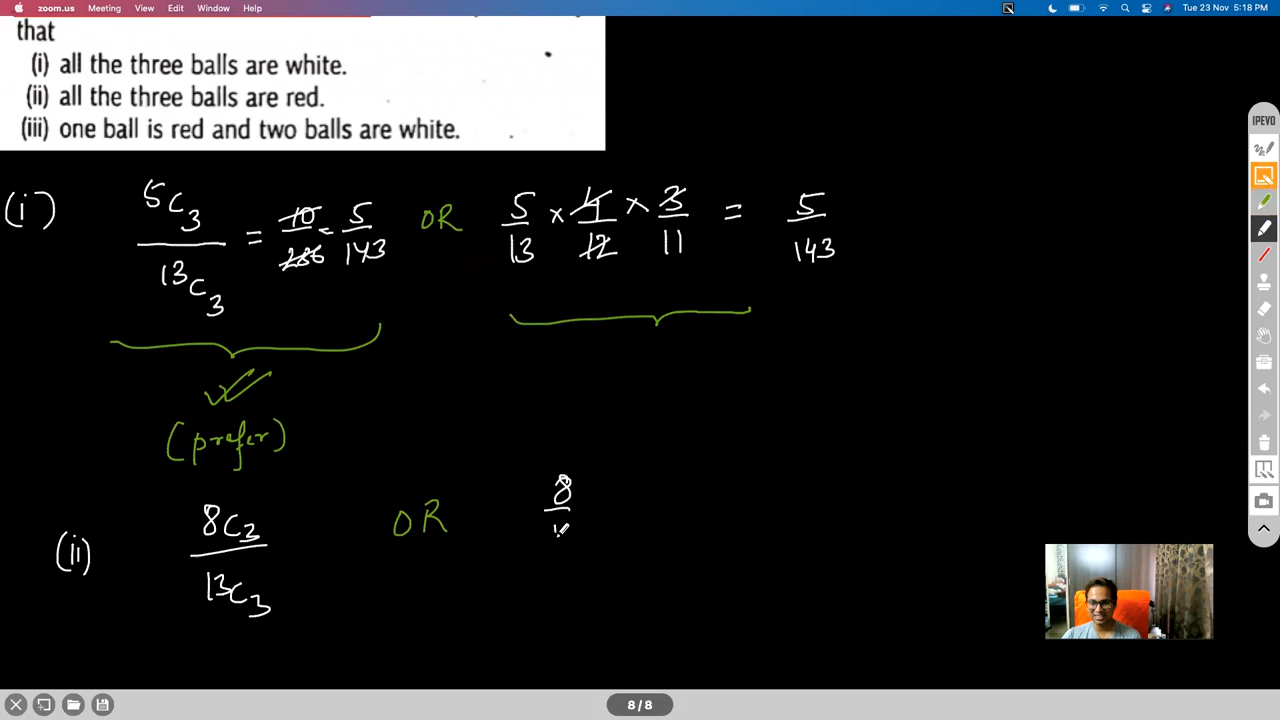 zoom.us Meeting View Edit Window Help Tue 23 Nov 5:18 PM
that
(i) all the three balls are white.
(ii) all the three balls are red.
(iii) one ball is red and two balls are white.
IPEVO
(i) 5C3/13C3 = 10/286 = 5/143 OR 5/13 × 4/12 × 3/11 = 5/143
(prefer)
(ii) 8C3/13C3 OR 8/
8/8